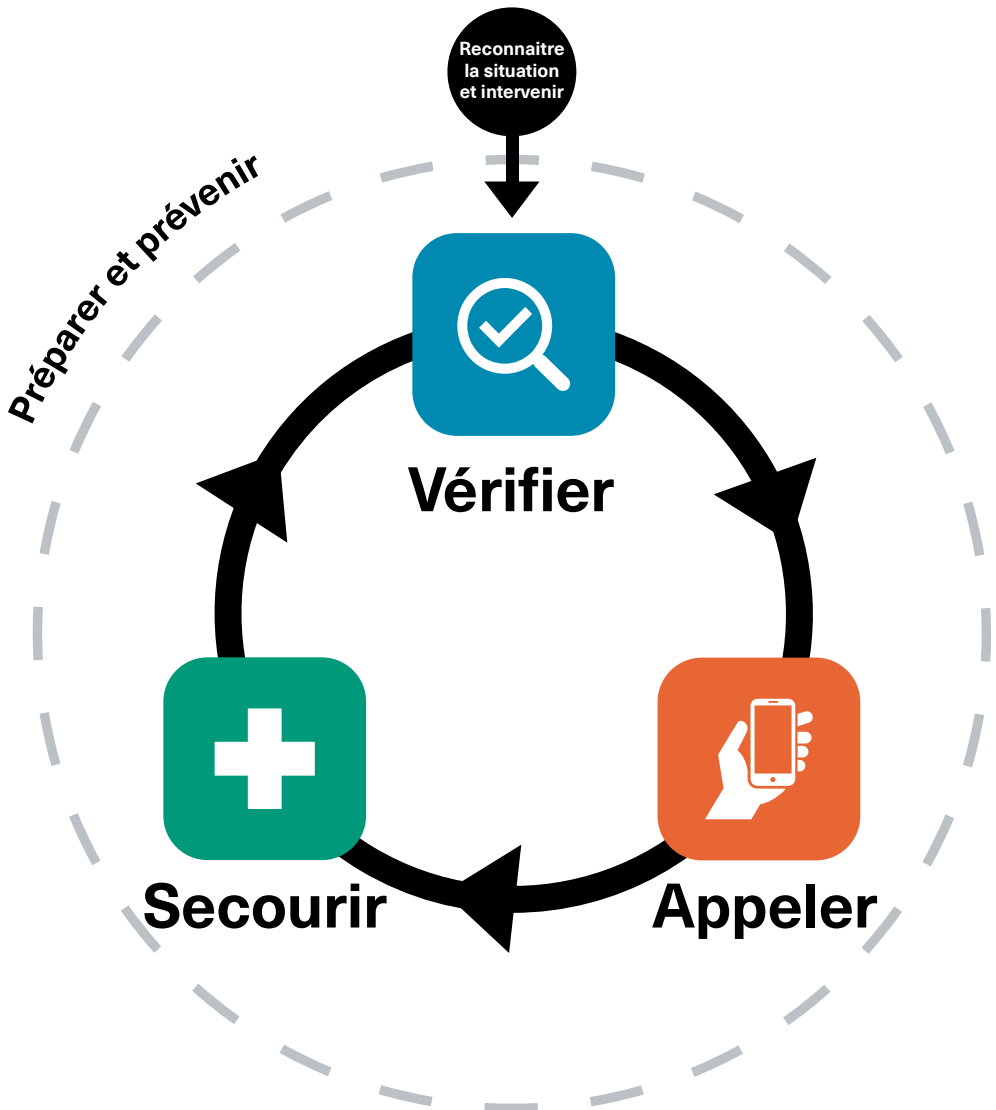 Reconnaitre
la situation
et intervenir
Préparer et prévenir
Vérifier
Secourir
Appeler